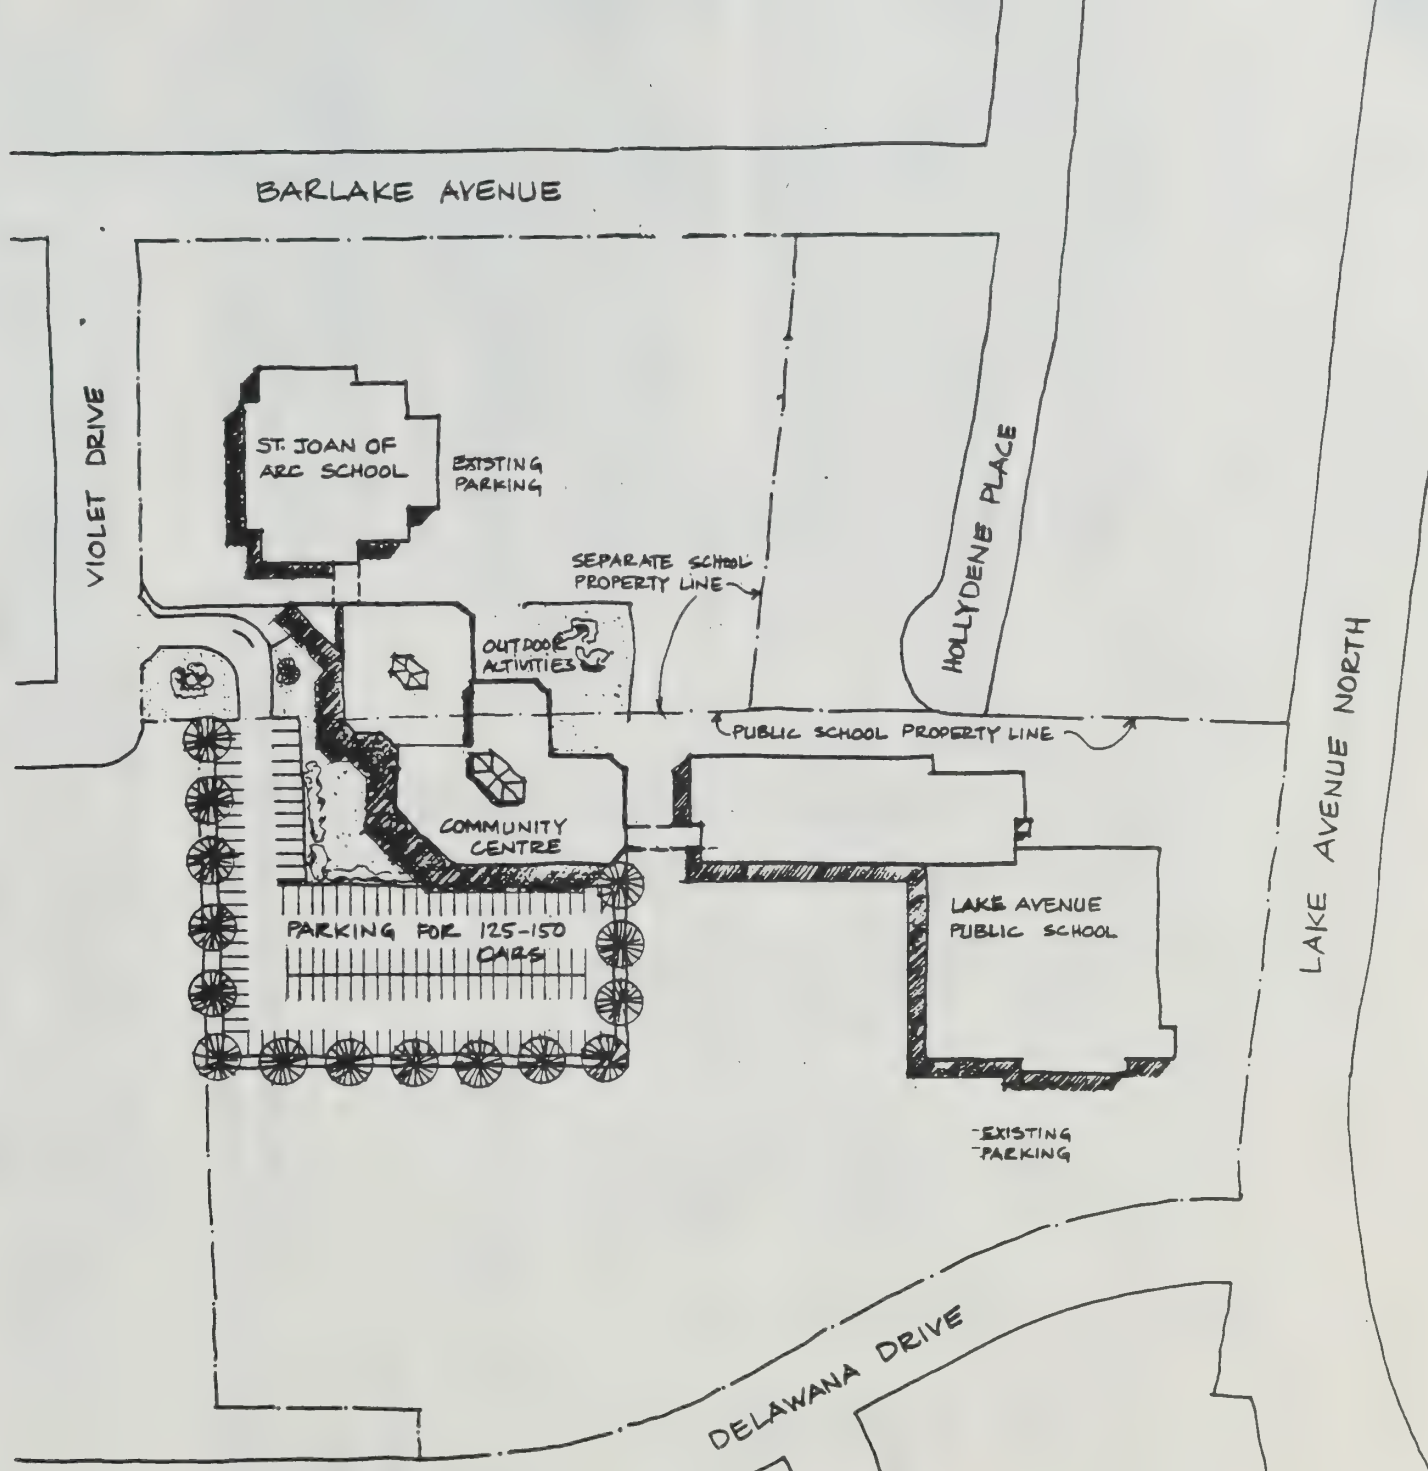 BARLAKE AVENUE
VIOLET DRIVE
ST. JOAN OF
ARC SCHOOL
EXISTING
PARKING
HOLLYDENE PLACE
SEPARATE SCHOOL
PROPERTY LINE
OUTDOOR
ACTIVITIES
PUBLIC SCHOOL PROPERTY LINE
LAKE AVENUE NORTH
COMMUNITY
CENTRE
LAKE AVENUE
PUBLIC SCHOOL
PARKING FOR 125-150
CARS
EXISTING
PARKING
DELAWANA DRIVE